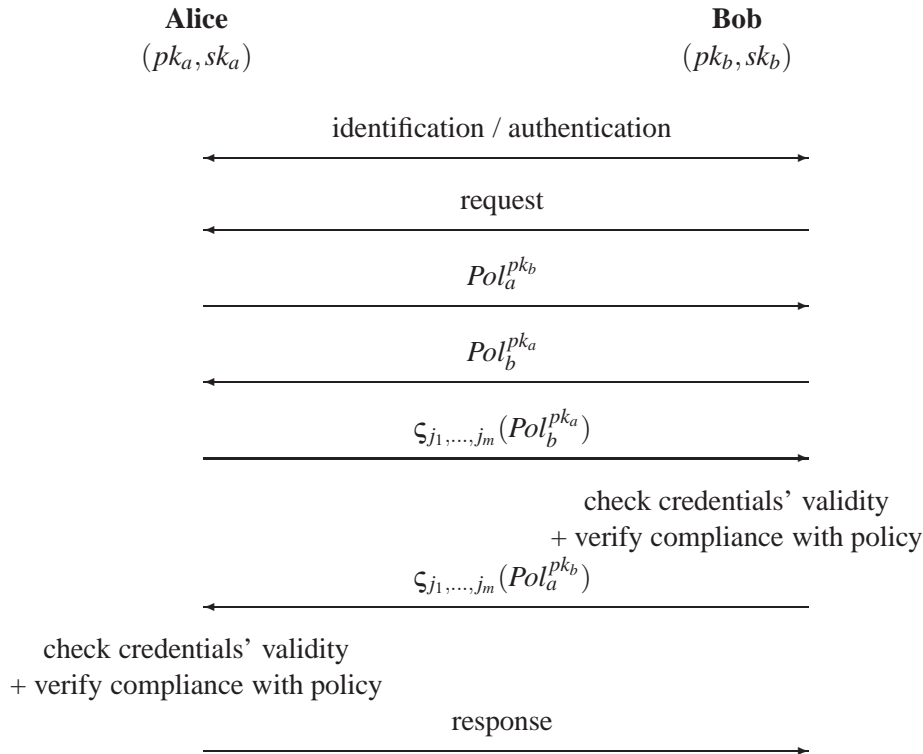 Alice Bob
(pk_a, sk_a) (pk_b, sk_b)
identification / authentication
request
Pol_a^{pk_b}
Pol_b^{pk_a}
ς_{j_1,...,j_m}(Pol_b^{pk_a})
check credentials’ validity
+ verify compliance with policy
ς_{j_1,...,j_m}(Pol_a^{pk_b})
check credentials’ validity
+ verify compliance with policy
response